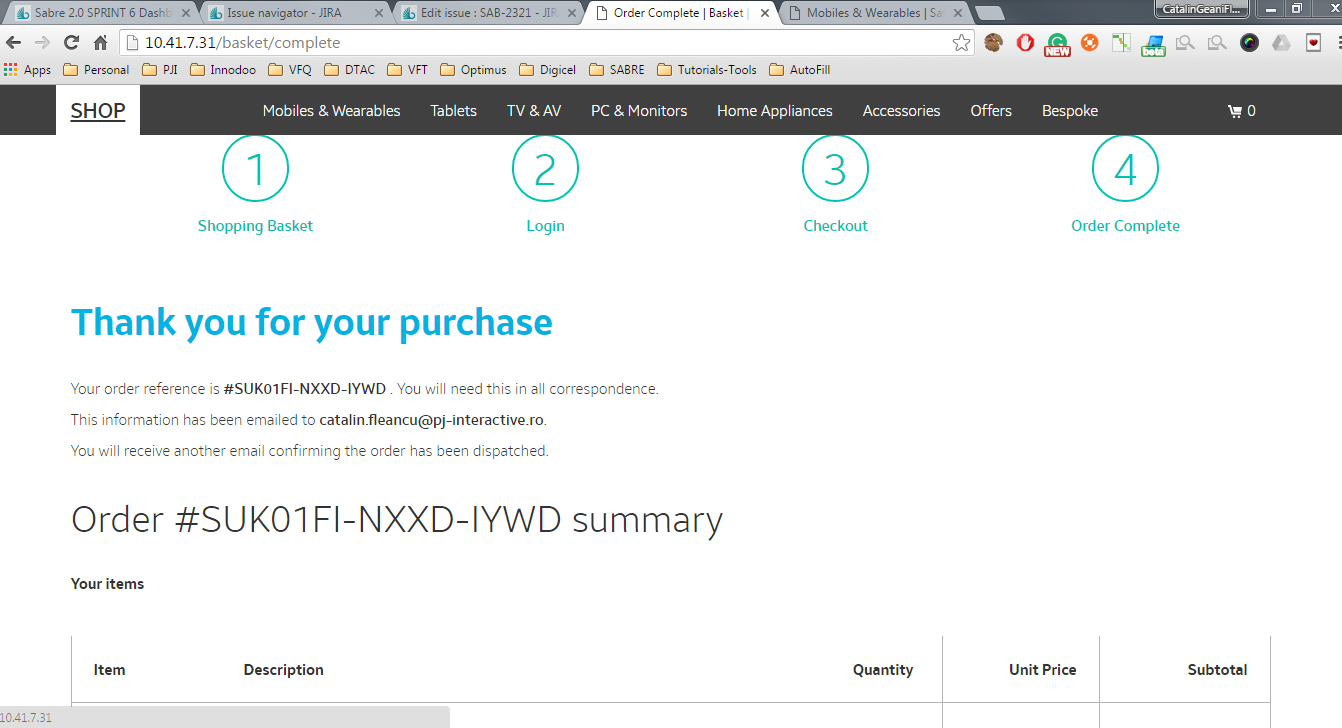 Sabre 2.0 SPRINT 6 Dashb
Issue navigator - JIRA
Edit issue : SAB-2321 - JIR
Order Complete | Basket |
Mobiles & Wearables | Sa
CatalinGeaniFl...
10.41.7.31/basket/complete
NEW
beta
Apps Personal PJI Innodoo VFQ DTAC VFT Optimus Digicel SABRE Tutorials-Tools AutoFill
SHOP Mobiles & Wearables Tablets TV & AV PC & Monitors Home Appliances Accessories Offers Bespoke 0
1 2 3 4
Shopping Basket Login Checkout Order Complete
Thank you for your purchase
Your order reference is #SUK01FI-NXXD-IYWD . You will need this in all correspondence.
This information has been emailed to catalin.fleancu@pj-interactive.ro.
You will receive another email confirming the order has been dispatched.
Order #SUK01FI-NXXD-IYWD summary
Your items
Item Description Quantity Unit Price Subtotal
10.41.7.31